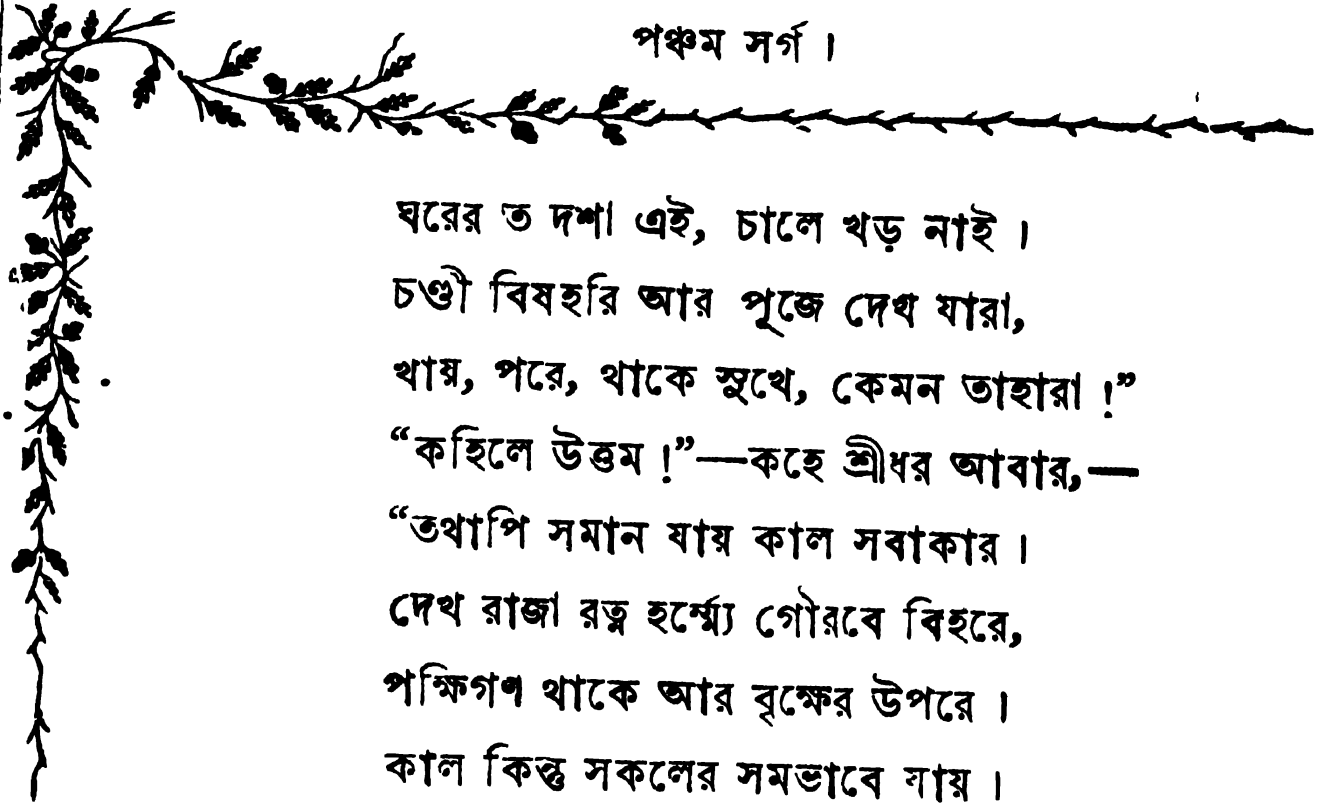 পঞ্চম সর্গ ।
ঘরের ত দশা এই, চালে খড় নাই ।
চণ্ডী বিষহরি আর পূজে দেখ যারা,
খায়, পরে, থাকে সুখে, কেমন তাহারা !”
“কহিলে উত্তম !”—কহে শ্রীধর আবার,—
“তথাপি সমান যায় কাল সবাকার ।
দেখ রাজা রত্ন হর্ম্ম্যে গৌরবে বিহরে,
পক্ষিগণ থাকে আর বৃক্ষের উপরে ।
কাল কিন্তু সকলের সমভাবে যায় ।